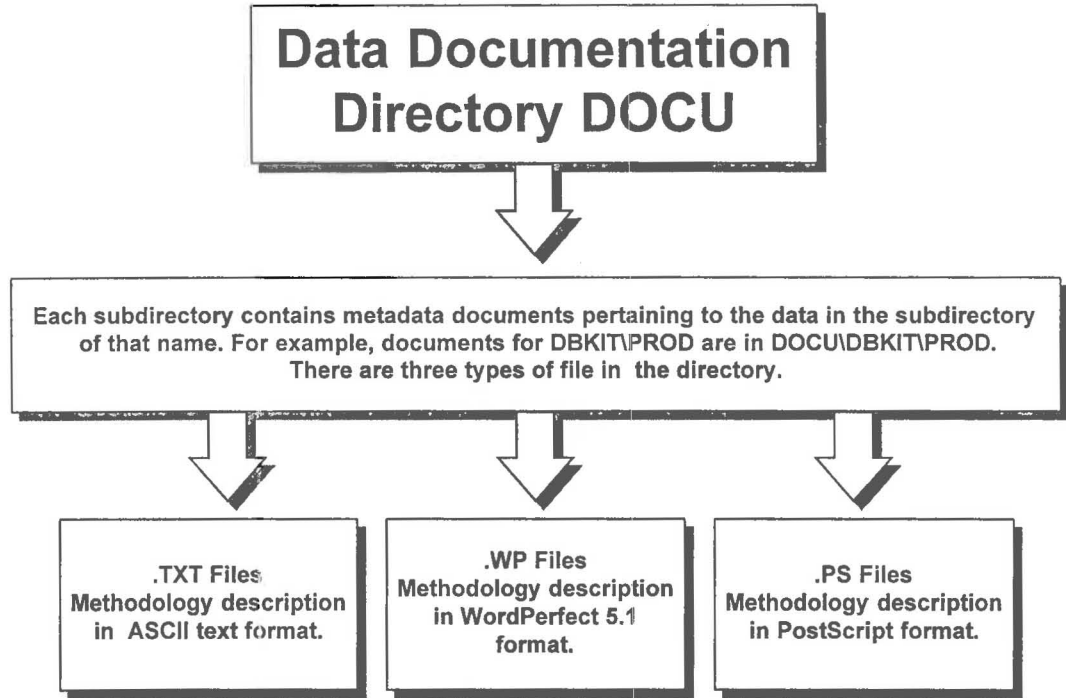 Data Documentation
Directory DOCU
Each subdirectory contains metadata documents pertaining to the data in the subdirectory
of that name. For example, documents for DBKIT\PROD are in DOCU\DBKIT\PROD.
There are three types of file in the directory.
.TXT Files
Methodology description
in ASCII text format.
.WP Files
Methodology description
in WordPerfect 5.1
format.
.PS Files
Methodology description
in PostScript format.